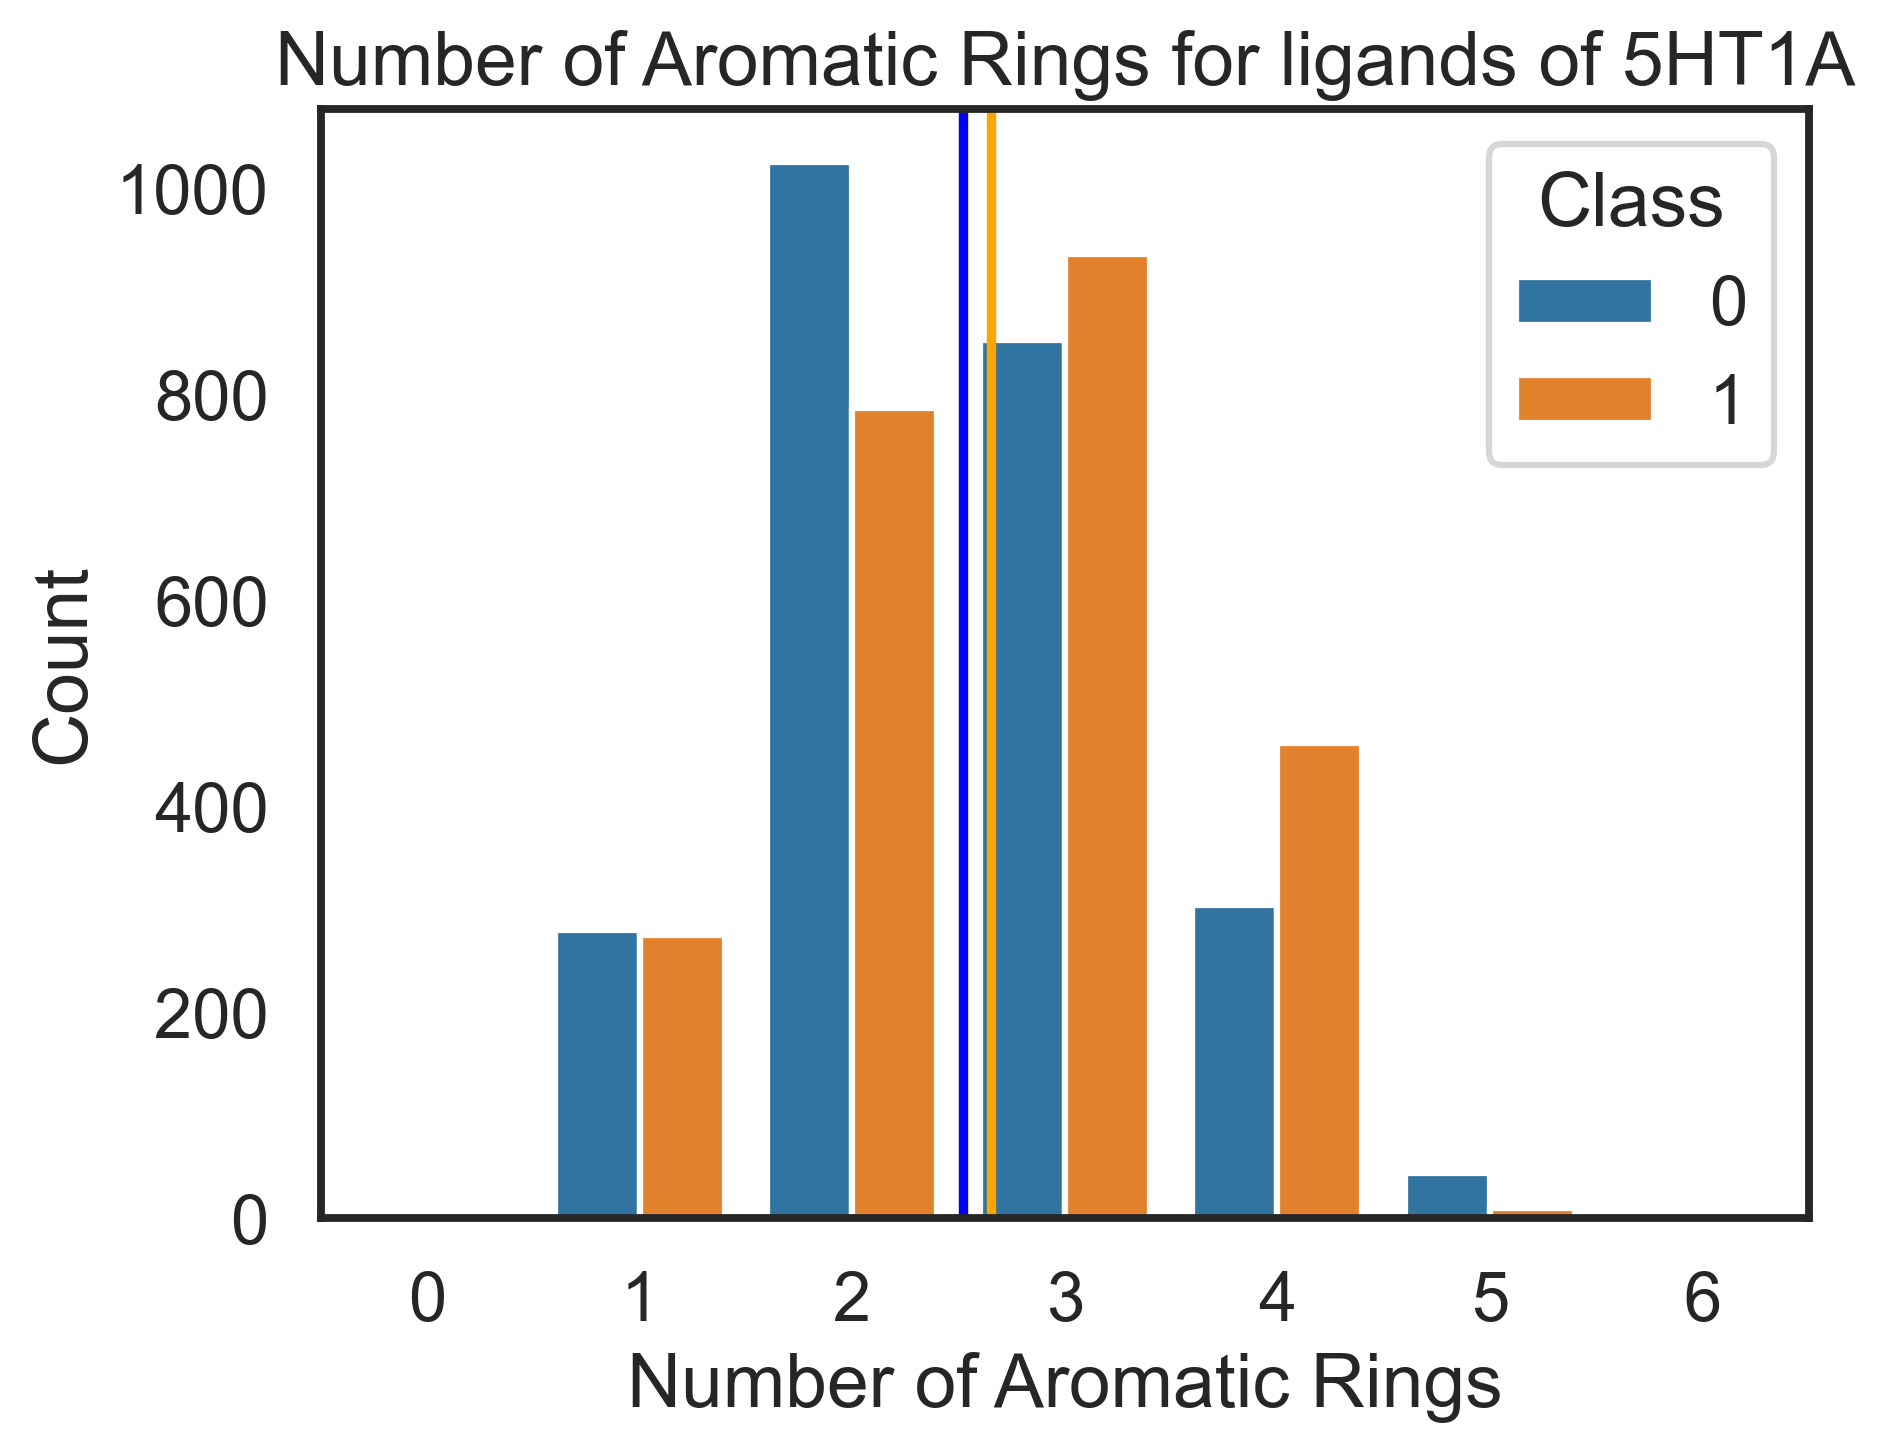 Number of Aromatic Rings for ligands of 5HT1A
Class
0
1
1000
800
600
400
200
0
Count
0 1 2 3 4 5 6
Number of Aromatic Rings